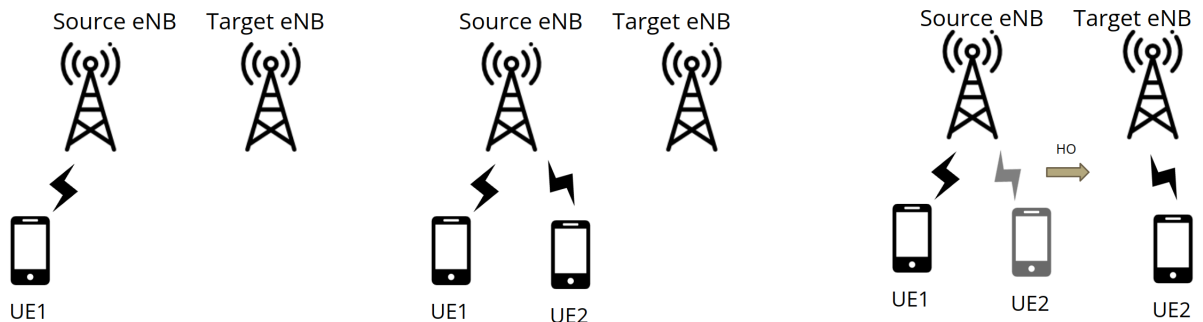 Source eNB
Target eNB
UE1
Source eNB
Target eNB
UE1
UE2
Source eNB
Target eNB
HO
UE1
UE2
UE2